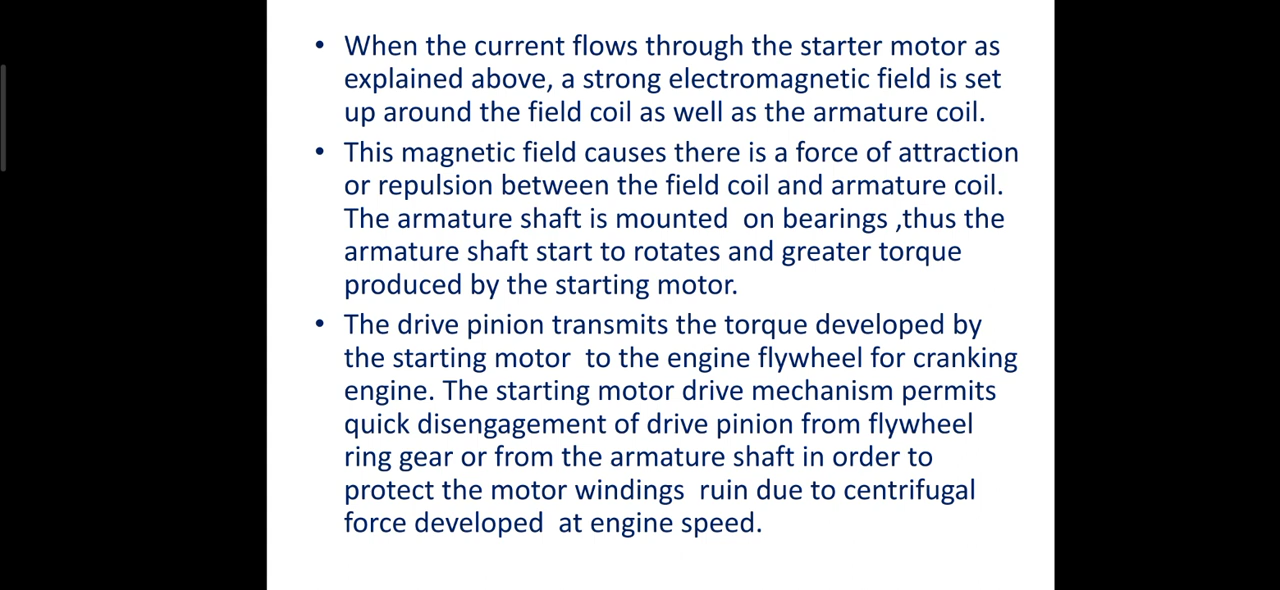 • When the current flows through the starter motor as
explained above, a strong electromagnetic field is set
up around the field coil as well as the armature coil.
• This magnetic field causes there is a force of attraction
or repulsion between the field coil and armature coil.
The armature shaft is mounted  on bearings ,thus the
armature shaft start to rotates and greater torque
produced by the starting motor.
• The drive pinion transmits the torque developed by
the starting motor  to the engine flywheel for cranking
engine. The starting motor drive mechanism permits
quick disengagement of drive pinion from flywheel
ring gear or from the armature shaft in order to
protect the motor windings  ruin due to centrifugal
force developed  at engine speed.